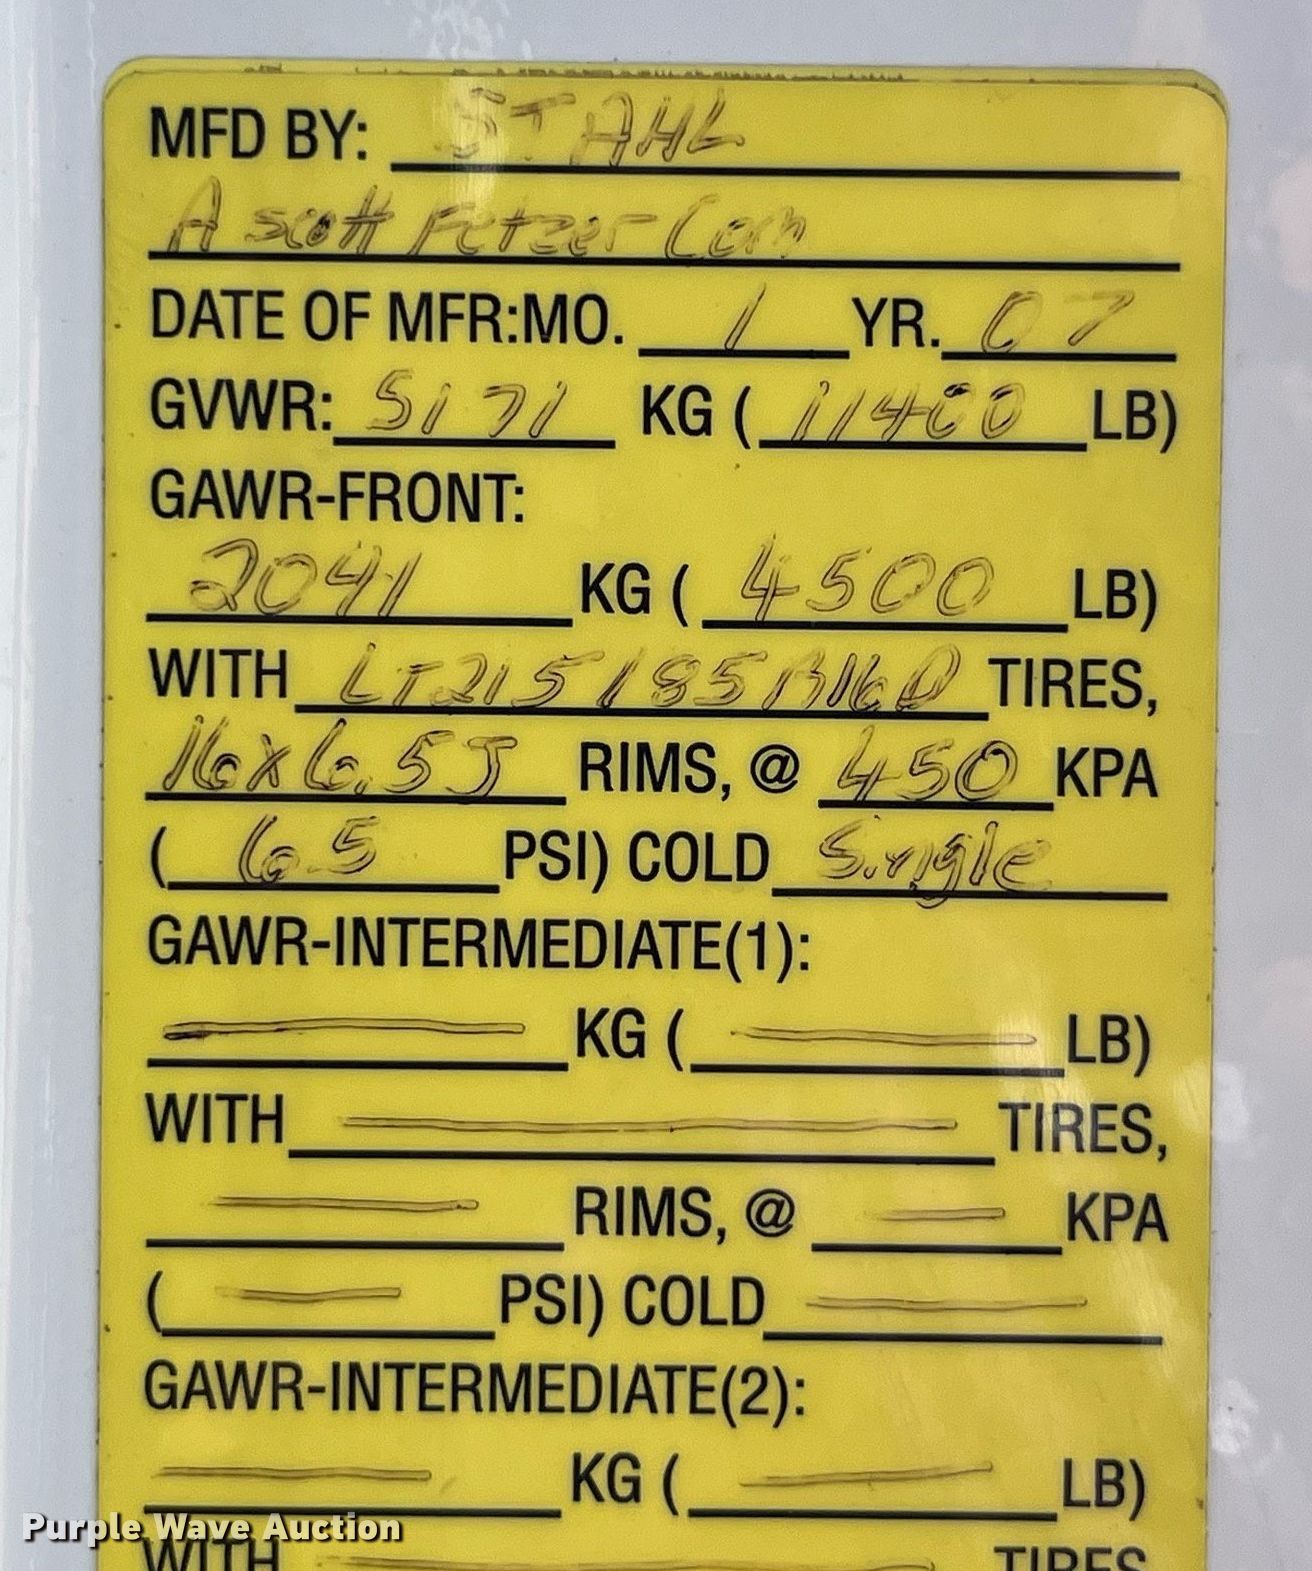 MFD BY: STAHL
A scott Fetzer Com
DATE OF MFR:MO. 1 YR. 07
GVWR: 5171 KG ( 11400 LB)
GAWR-FRONT:
2041 KG ( 4500 LB)
WITH LT215/85R16D TIRES,
16x6.5J RIMS, @ 450 KPA
( 65 PSI) COLD Single
GAWR-INTERMEDIATE(1):
KG ( LB)
WITH TIRES,
RIMS, @ KPA
( PSI) COLD
GAWR-INTERMEDIATE(2):
KG ( LB)
Purple Wave Auction
WITH TIRES